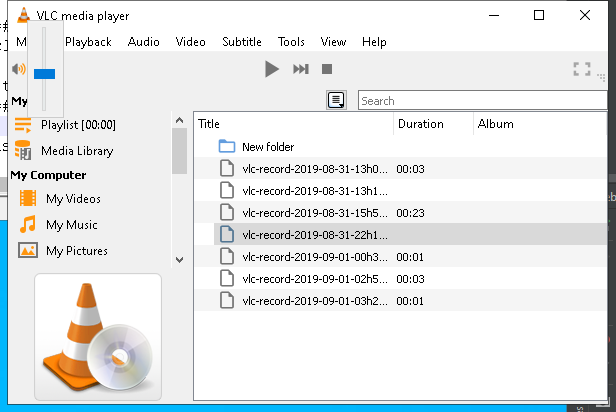 VLC media player
Playback Audio Video Subtitle Tools View Help
Search
Playlist [00:00]
Media Library
My Computer
My Videos
My Music
My Pictures
Title Duration Album
New folder
vlc-record-2019-08-31-13h0... 00:03
vlc-record-2019-08-31-13h1...
vlc-record-2019-08-31-15h5... 00:23
vlc-record-2019-08-31-22h1...
vlc-record-2019-09-01-00h3... 00:01
vlc-record-2019-09-01-02h5... 00:03
vlc-record-2019-09-01-03h2... 00:01